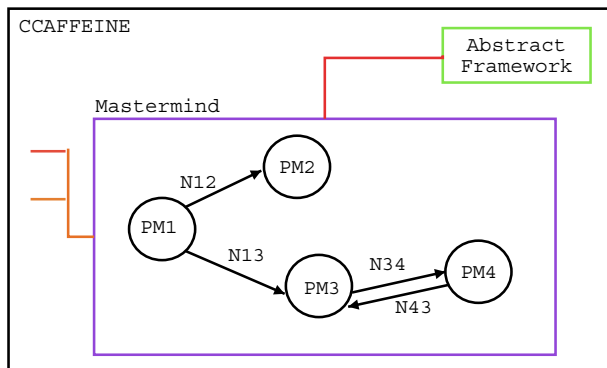 CCAFFEINE
Abstract
Framework
Mastermind
PM2
N12
PM1
N13
N34
PM4
PM3
N43